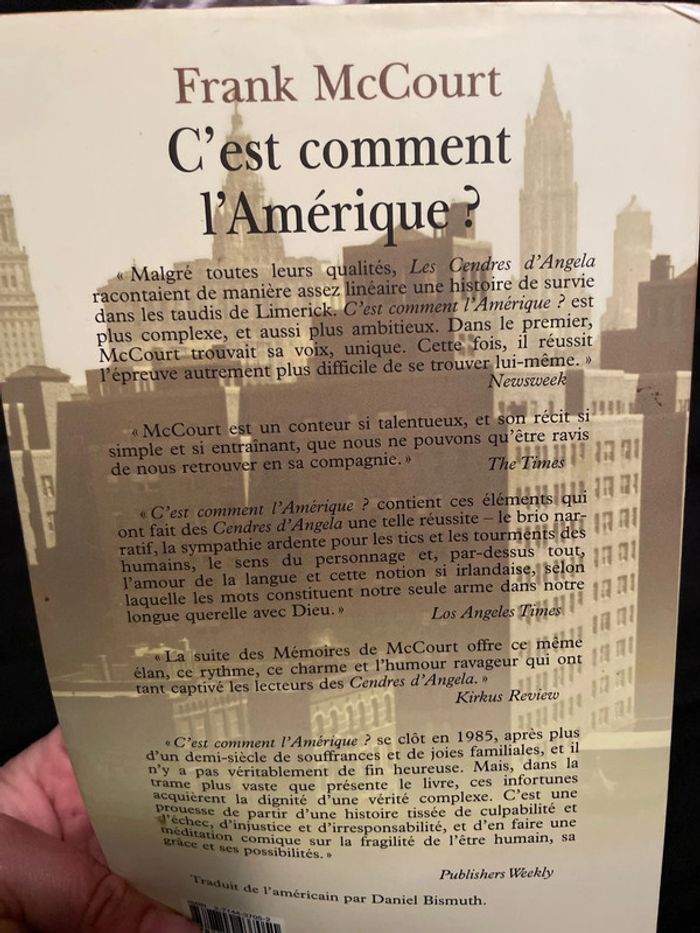 Frank McCourt
C'est comment
l'Amérique ?
« Malgré toutes leurs qualités, Les Cendres d'Angela
racontaient de manière assez linéaire une histoire de survie
dans les taudis de Limerick. C'est comment l'Amérique ? est
plus complexe, et aussi plus ambitieux. Dans le premier,
McCourt trouvait sa voix, unique. Cette fois, il réussit
l'épreuve autrement plus difficile de se trouver lui-même. »
Newsweek
« McCourt est un conteur si talentueux, et son récit si
simple et si entraînant, que nous ne pouvons qu'être ravis
de nous retrouver en sa compagnie. »
The Times
« C'est comment l'Amérique ? contient ces éléments qui
ont fait des Cendres d'Angela une telle réussite – le brio nar-
ratif, la sympathie ardente pour les tics et les tourments des
humains, le sens du personnage et, par-dessus tout,
l'amour de la langue et cette notion si irlandaise, selon
laquelle les mots constituent notre seule arme dans notre
longue querelle avec Dieu. »
Los Angeles Times
« La suite des Mémoires de McCourt offre ce même
élan, ce rythme, ce charme et l'humour ravageur qui ont
tant captivé les lecteurs des Cendres d'Angela. »
Kirkus Review
« C'est comment l'Amérique ? se clôt en 1985, après plus
d'un demi-siècle de souffrances et de joies familiales, et il
n'y a pas véritablement de fin heureuse. Mais, dans la
trame plus vaste que présente le livre, ces infortunes
acquièrent la dignité d'une vérité complexe. C'est une
prouesse de partir d'une histoire tissée de culpabilité et
d'échec, d'injustice et d'irresponsabilité, et d'en faire une
méditation comique sur la fragilité de l'être humain, sa
grâce et ses possibilités. »
Publishers Weekly
Traduit de l'américain par Daniel Bismuth.